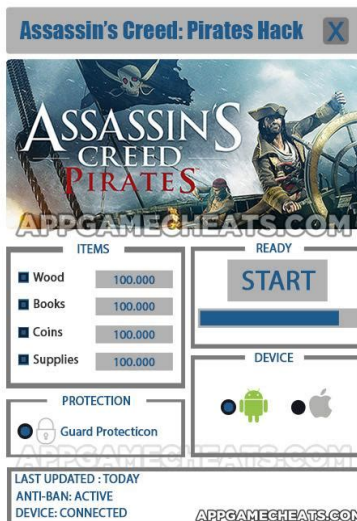 Assassin's Creed: Pirates Hack X
ASSASSIN'S
CREED
PIRATES
APPGAMECHEATS.COM
ITEMS
Wood 100.000
Books 100.000
Coins 100.000
Supplies 100.000
READY
START
DEVICE
PROTECTION
Guard Protecticon
APPGAMECHEATS.COM
LAST UPDATED : TODAY
ANTI-BAN: ACTIVE
DEVICE: CONNECTED
APPGAMECHEATS.COM